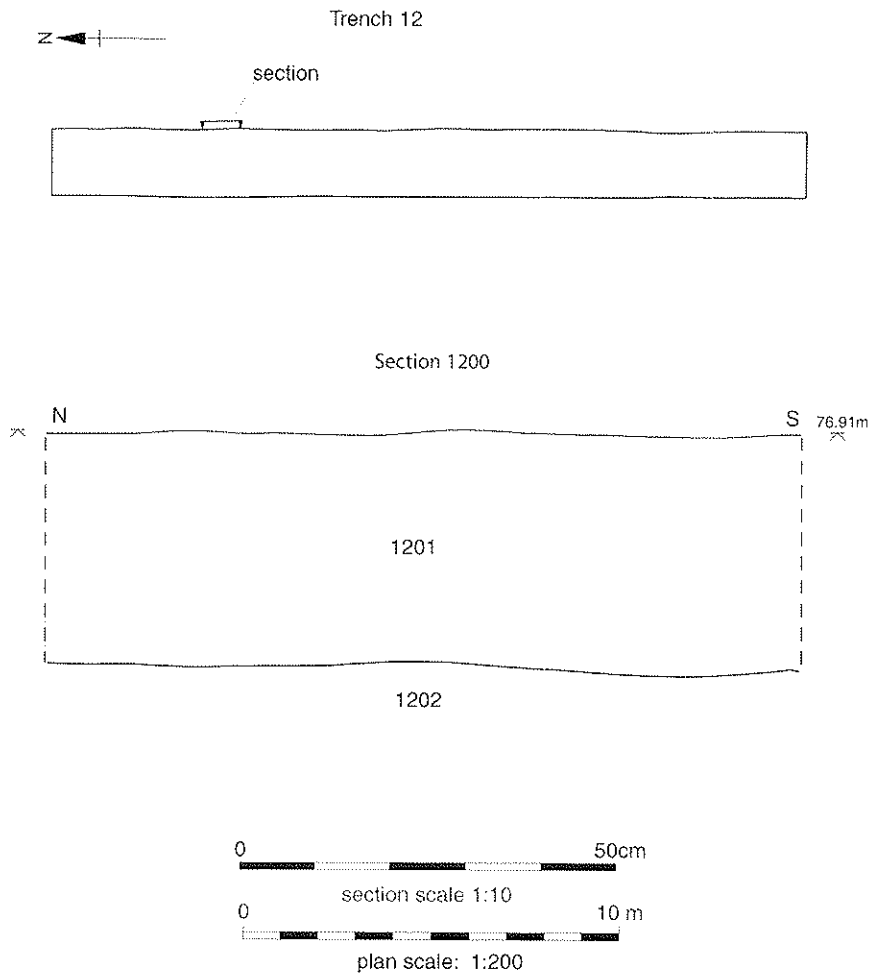 Trench 12
N
section
Section 1200
N
S 76.91m
1201
1202
0 50cm
section scale 1:10
0 10 m
plan scale: 1:200